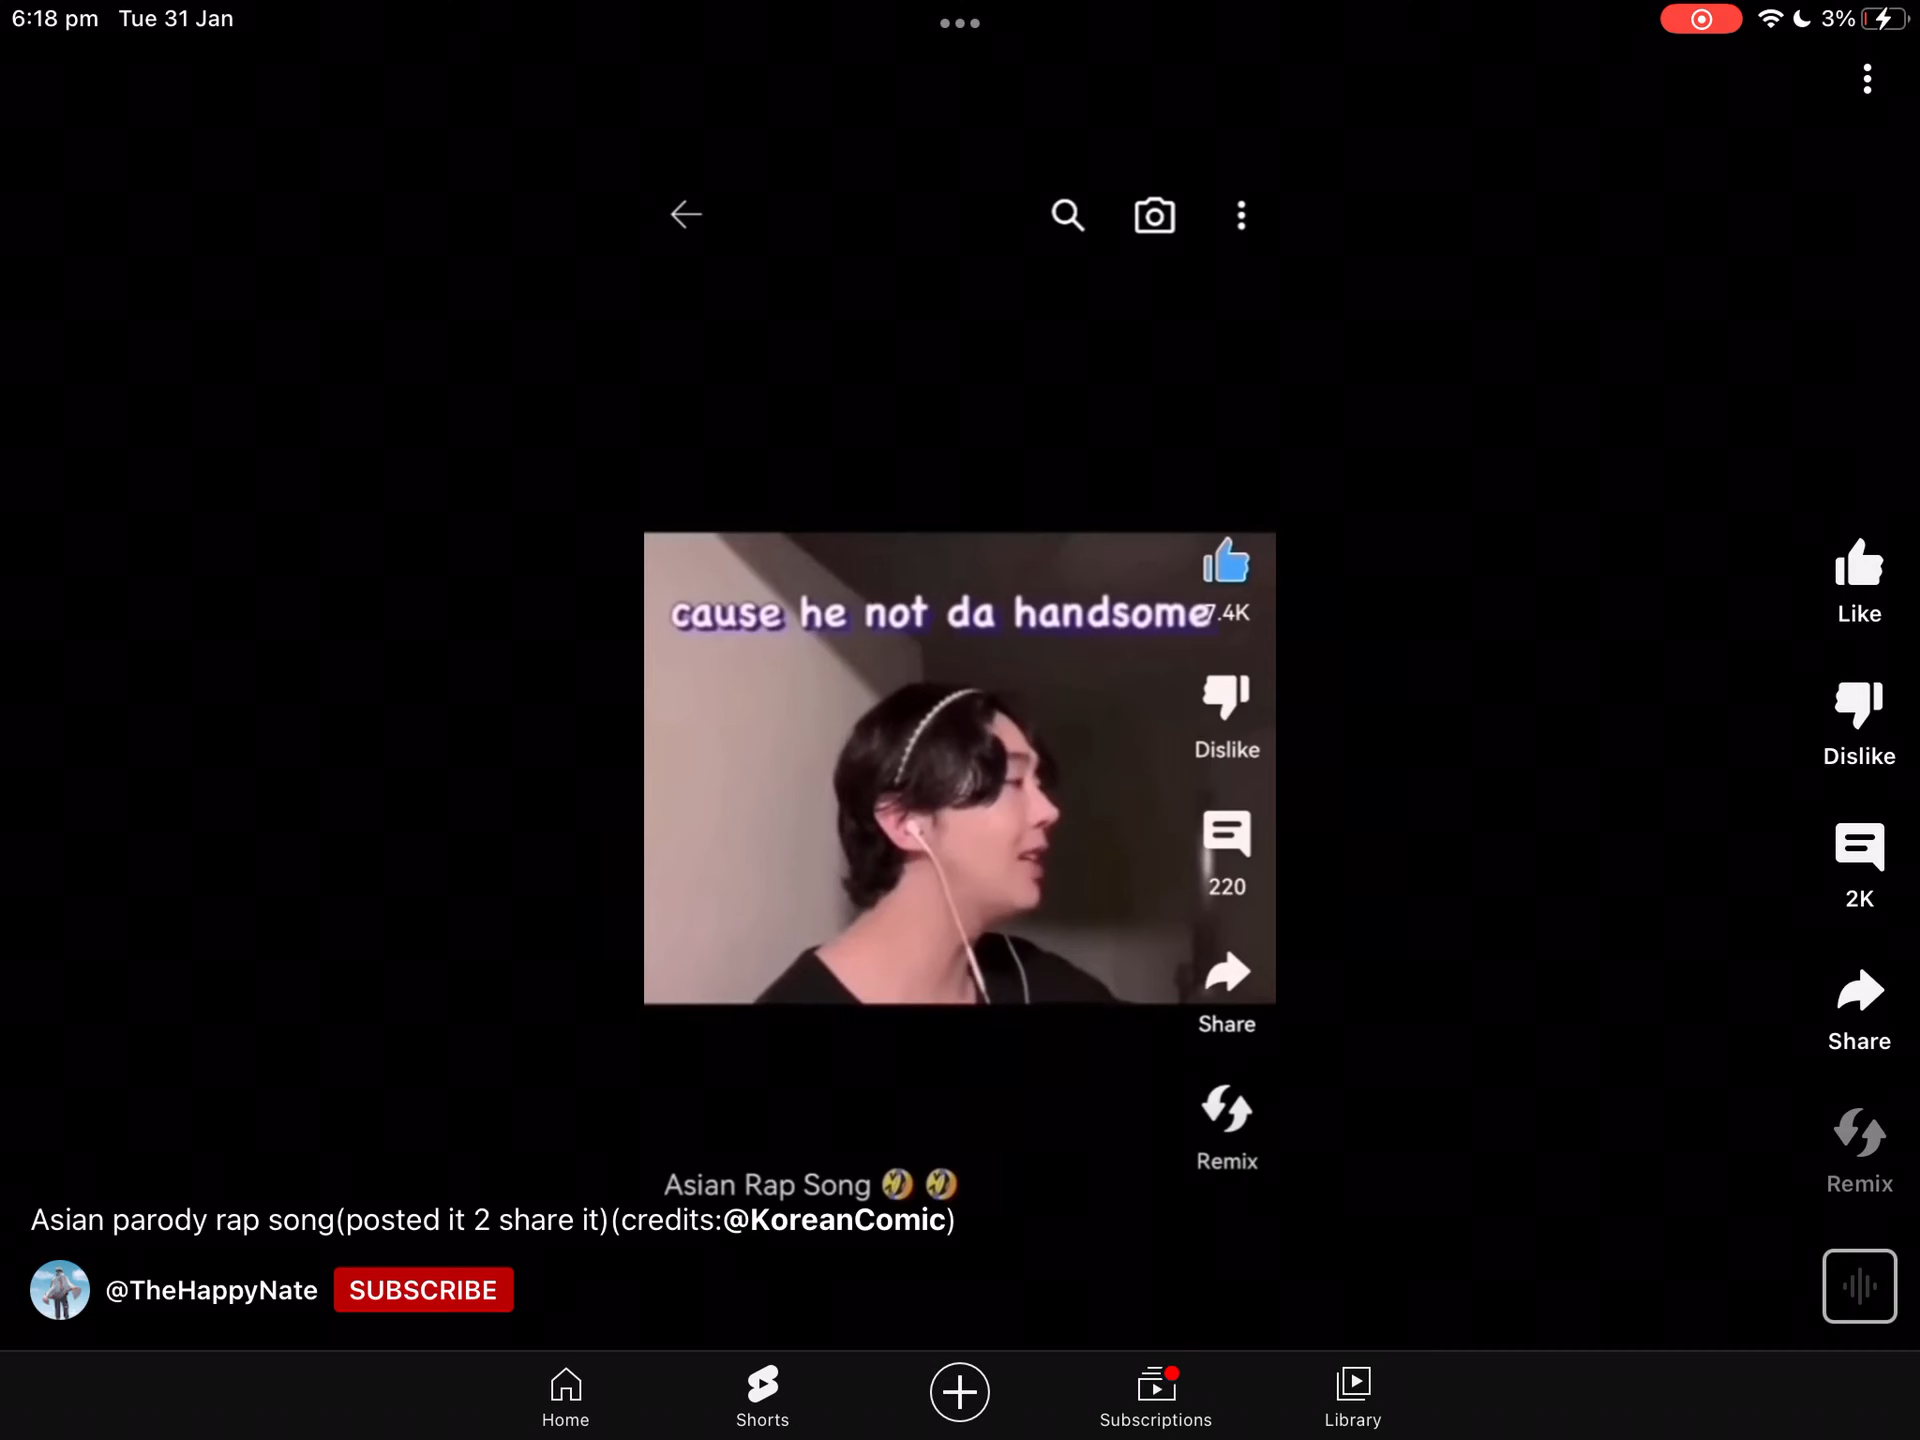 6:18 pm Tue 31 Jan
3%
cause he not da handsome
7.4K
Dislike
220
Share
Remix
Like
Dislike
2K
Share
Remix
Asian Rap Song 🤣 🤣
Asian parody rap song(posted it 2 share it)(credits:@KoreanComic)
@TheHappyNate SUBSCRIBE
Home Shorts Subscriptions Library